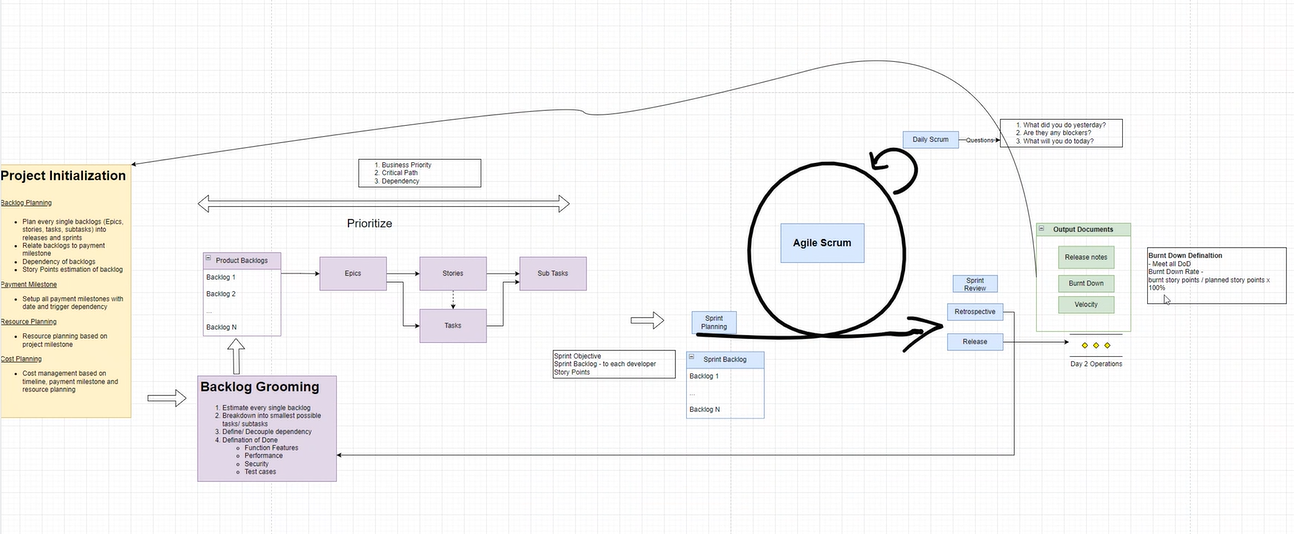 Project Initialization
Backlog Planning
Plan every single backlogs (Epics,
stories, tasks, subtasks) into
releases and sprints
Relate backlogs to payment
milestone
Dependency of backlogs
Story Points estimation of backlog
Payment Milestone
Setup all payment milestones with
date and trigger dependency
Resource Planning
Resource planning based on
project milestone
Cost Planning
Cost management based on
timeline, payment milestone and
resource planning
1. Business Priority
2. Critical Path
3. Dependency
Prioritize
Product Backlogs
Backlog 1
Backlog 2
...
Backlog N
Epics
Stories
Sub Tasks
Tasks
Backlog Grooming
1. Estimate every single backlog
2. Breakdown into smallest possible
tasks/ subtasks
3. Define/ Decouple dependency
4. Defination of Done
Function Features
Performance
Security
Test cases
Sprint Objective
Sprint Backlog - to each developer
Story Points
Sprint
Planning
Sprint Backlog
Backlog 1
...
Backlog N
Agile Scrum
Daily Scrum
Questions
1. What did you do yesterday?
2. Are they any blockers?
3. What will you do today?
Sprint
Review
Retrospective
Release
Output Documents
Release notes
Burnt Down
Velocity
Day 2 Operations
Burnt Down Definaltion
- Meet all DoD
Burnt Down Rate -
burnt story points / planned story points x
100%